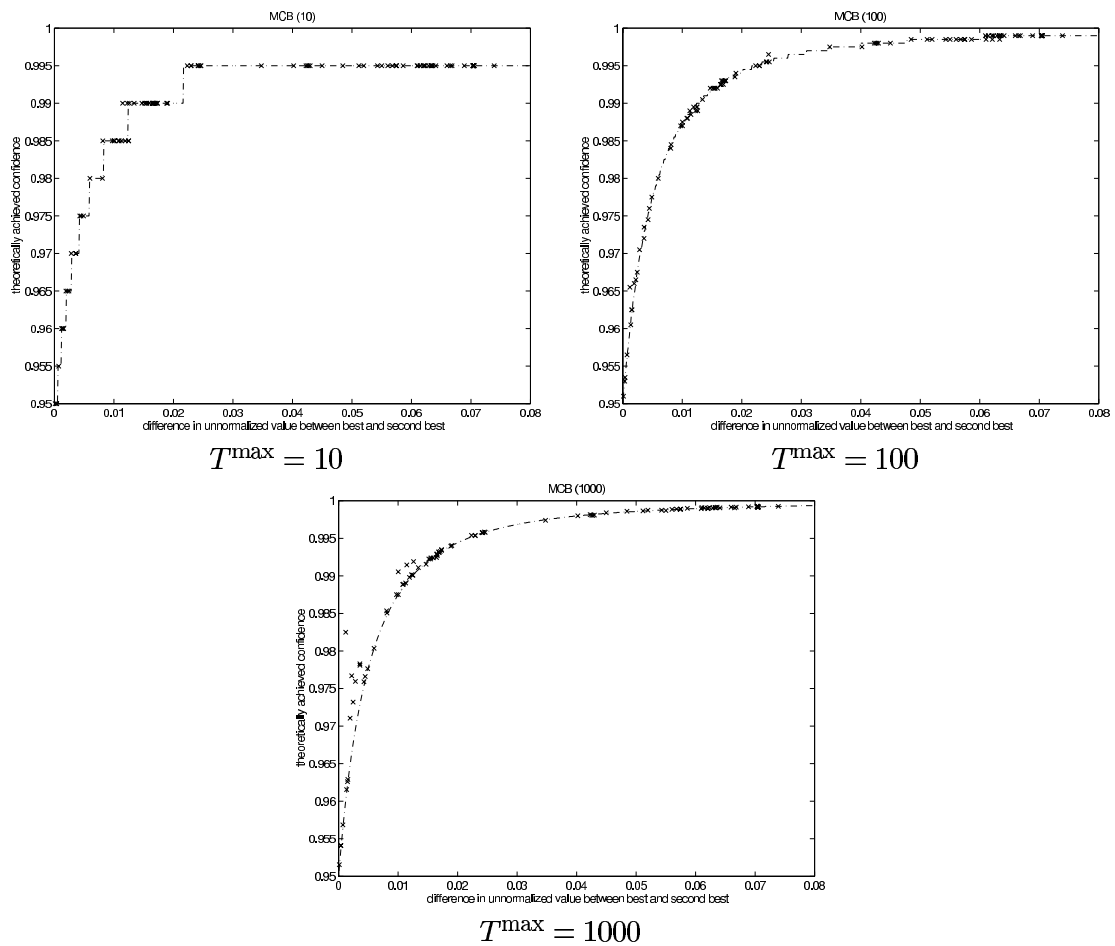 MCB (10)
1
0.995
0.99
0.985
0.98
0.975
0.97
0.965
0.96
0.955
0.95
theoretically achieved confidence
0 0.01 0.02 0.03 0.04 0.05 0.06 0.07 0.08
difference in unnormalized value between best and second best
T^max = 10
MCB (100)
1
0.995
0.99
0.985
0.98
0.975
0.97
0.965
0.96
0.955
0.95
theoretically achieved confidence
0 0.01 0.02 0.03 0.04 0.05 0.06 0.07 0.08
difference in unnormalized value between best and second best
T^max = 100
MCB (1000)
1
0.995
0.99
0.985
0.98
0.975
0.97
0.965
0.96
0.955
0.95
theoretically achieved confidence
0 0.01 0.02 0.03 0.04 0.05 0.06 0.07 0.08
difference in unnormalized value between best and second best
T^max = 1000